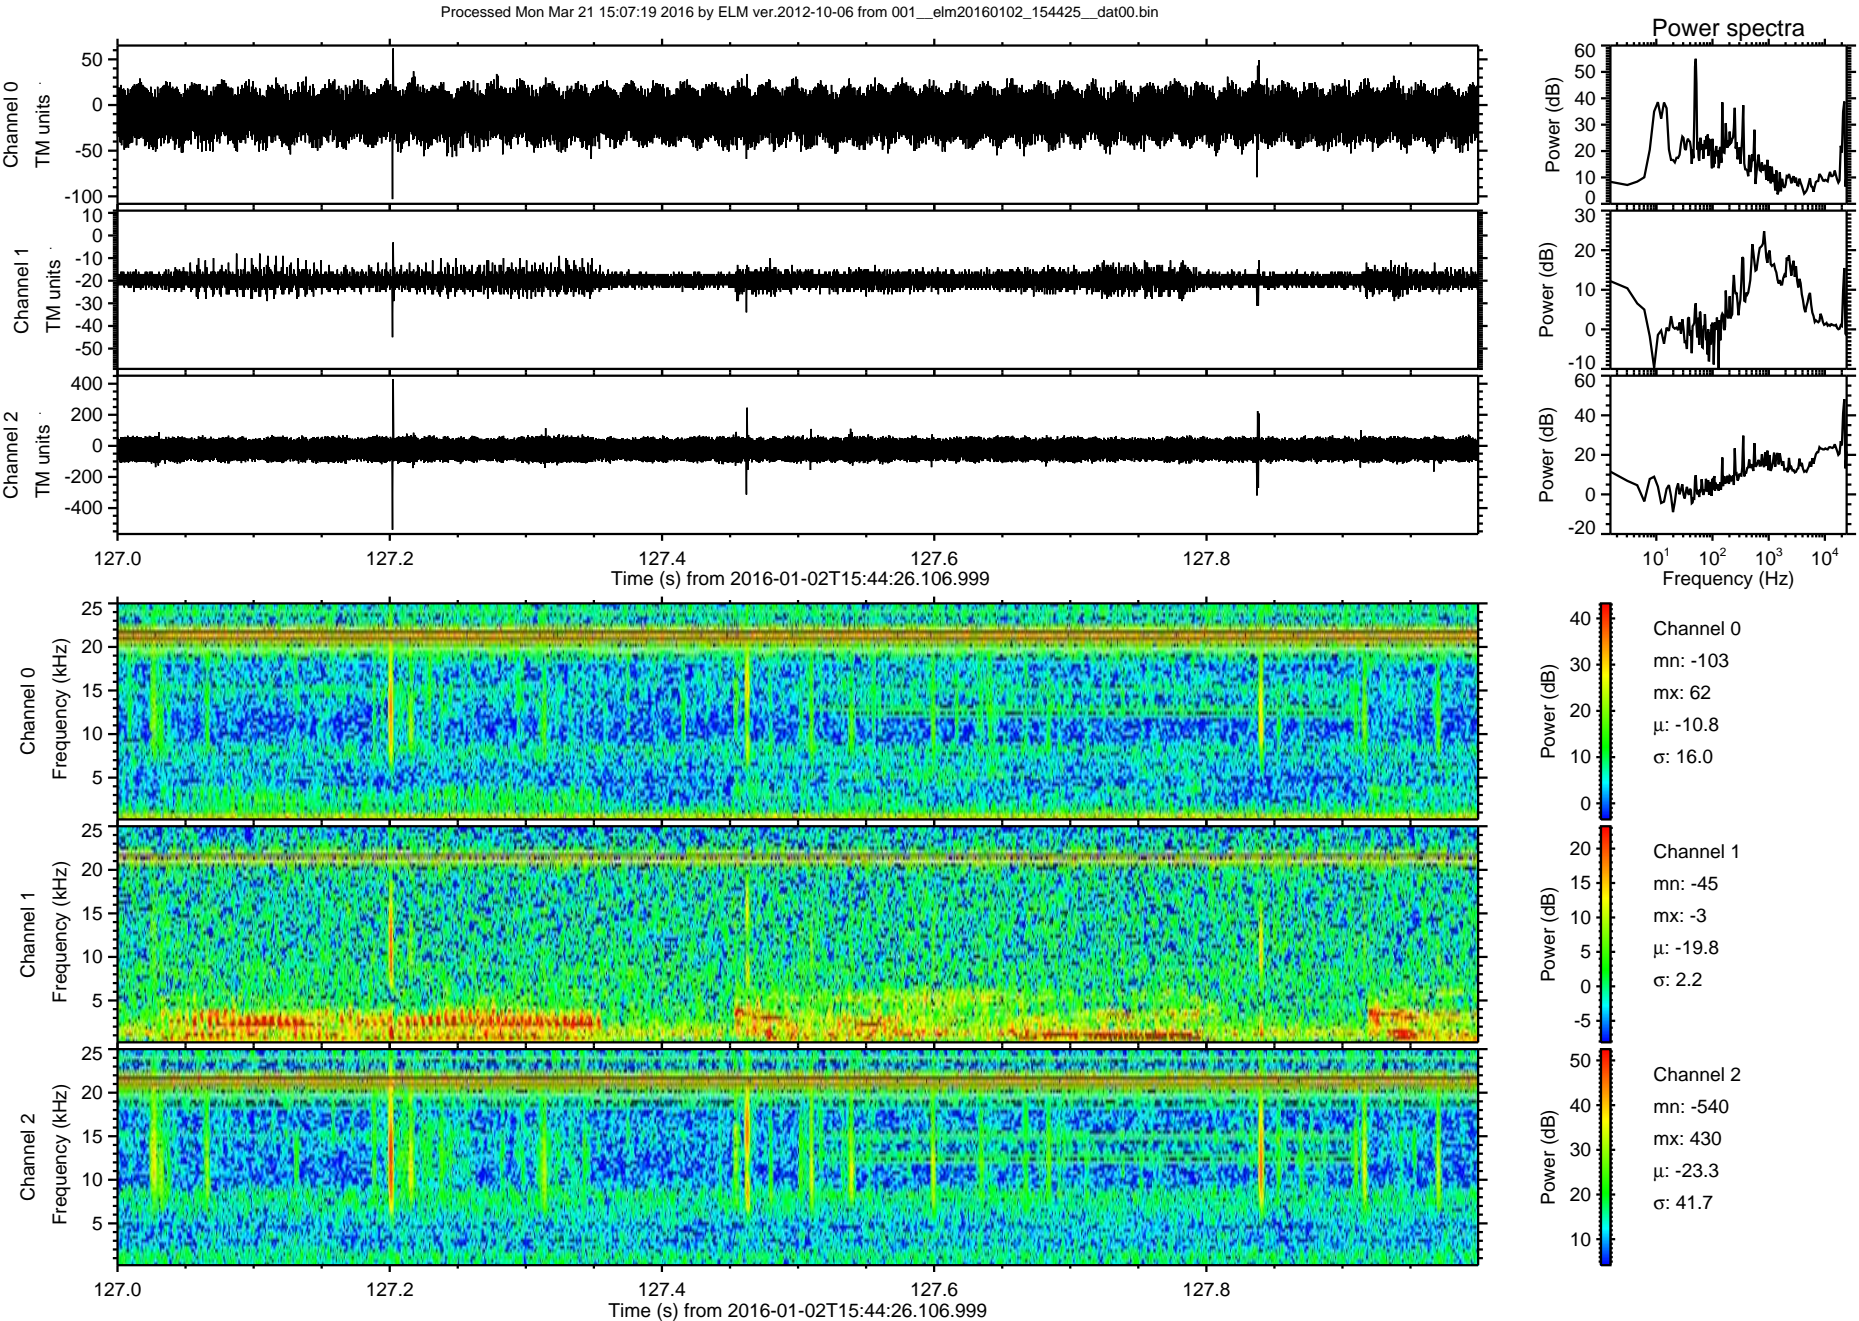 Processed Mon Mar 21 15:07:19 2016 by ELM ver.2012-10-06 from 001__elm20160102_154425__dat00.bin
Power spectra
Channel 0
TM units
50
0
-50
-100
Power (dB)
60
50
40
30
20
10
0
Channel 1
TM units
10
0
-10
-20
-30
-40
-50
Power (dB)
30
20
10
0
-10
Channel 2
TM units
400
200
0
-200
-400
Power (dB)
60
40
20
0
-20
127.0 127.2 127.4 127.6 127.8
Time (s) from 2016-01-02T15:44:26.106.999
10^1 10^2 10^3 10^4
Frequency (Hz)
Channel 0
Frequency (kHz)
25
20
15
10
5
Power (dB)
40
30
20
10
0
Channel 0
mn: -103
mx: 62
μ: -10.8
σ: 16.0
Channel 1
Frequency (kHz)
25
20
15
10
5
Power (dB)
20
15
10
5
0
-5
Channel 1
mn: -45
mx: -3
μ: -19.8
σ: 2.2
Channel 2
Frequency (kHz)
25
20
15
10
5
Power (dB)
50
40
30
20
10
Channel 2
mn: -540
mx: 430
μ: -23.3
σ: 41.7
127.0 127.2 127.4 127.6 127.8
Time (s) from 2016-01-02T15:44:26.106.999